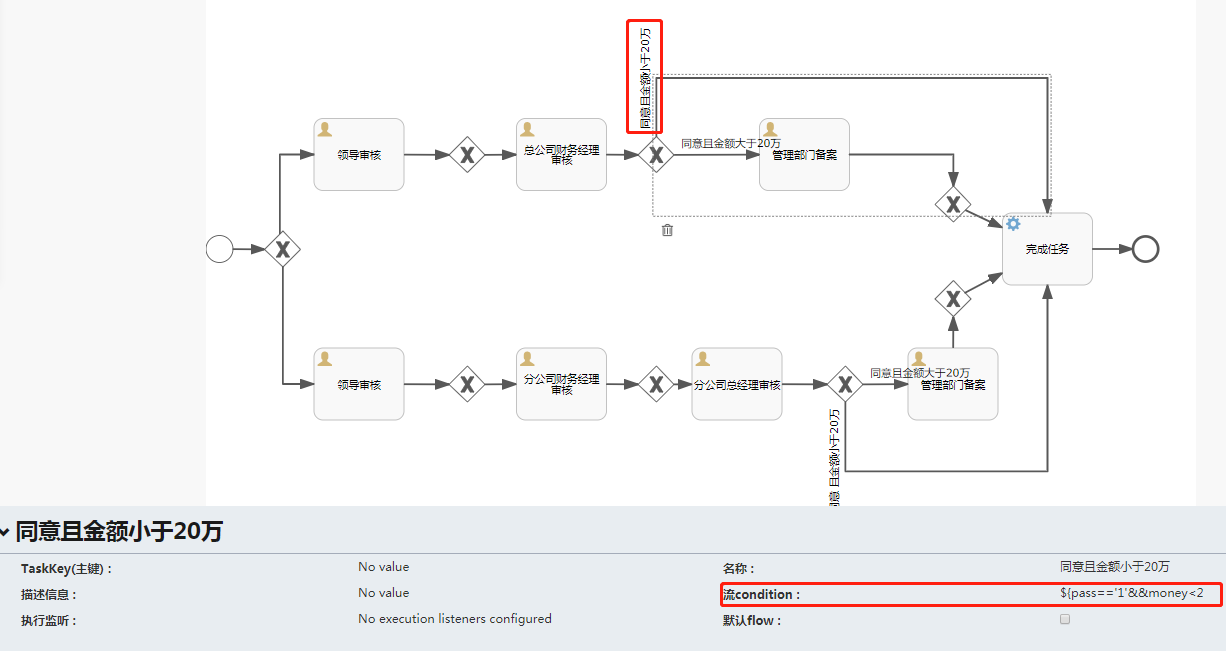 同意且金额小于20万
同意且金额大于20万
领导审核
总公司财务经理
审核
管理部门备案
完成任务
领导审核
分公司财务经理
审核
分公司总经理审核
同意且金额大于20万
管理部门备案
同意 且金额小于20万
同意且金额小于20万
TaskKey(主键) :
No value
名称 :
同意且金额小于20万
描述信息 :
No value
流condition :
${pass=='1'&&money<2
执行监听 :
No execution listeners configured
默认flow :